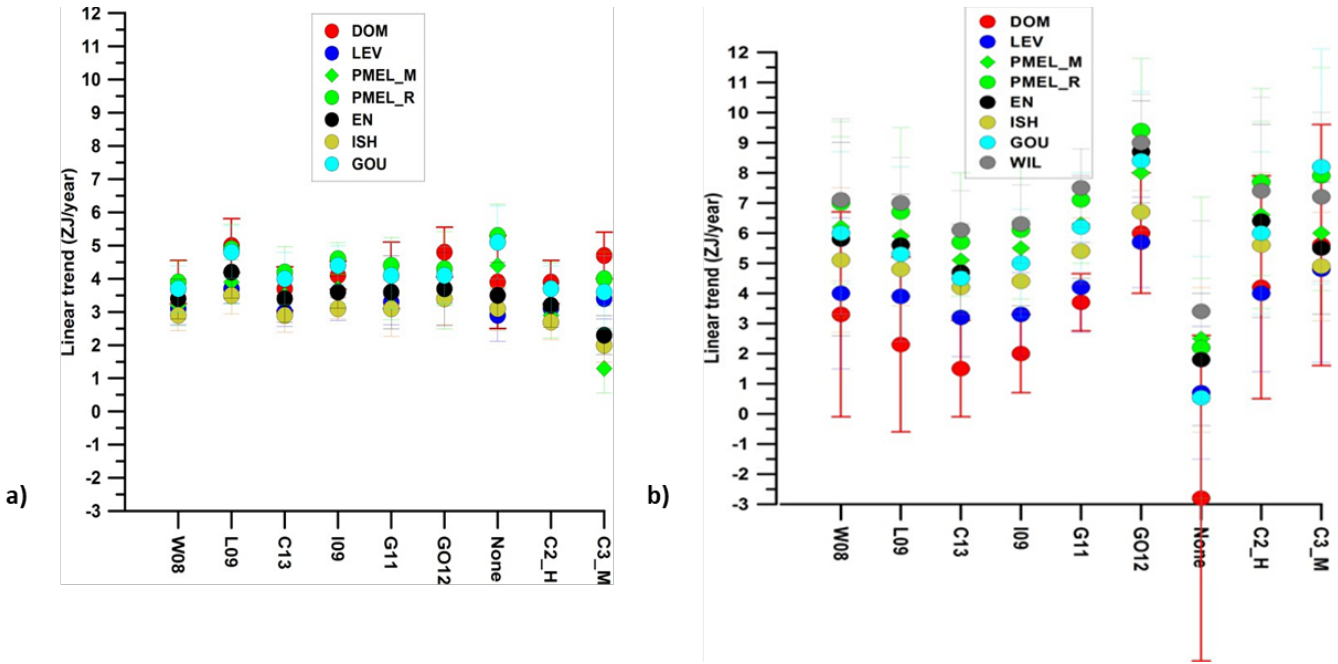 a)
Linear trend (ZJ/year)
12
11
10
9
8
7
6
5
4
3
2
1
0
-1
-2
-3
DOM
LEV
PMEL_M
PMEL_R
EN
ISH
GOU
W08
L09
C13
I09
G11
GO12
None
C2_H
C3_M
b)
Linear trend (ZJ/year)
12
11
10
9
8
7
6
5
4
3
2
1
0
-1
-2
-3
DOM
LEV
PMEL_M
PMEL_R
EN
ISH
GOU
WIL
W08
L09
C13
I09
G11
GO12
None
C2_H
C3_M